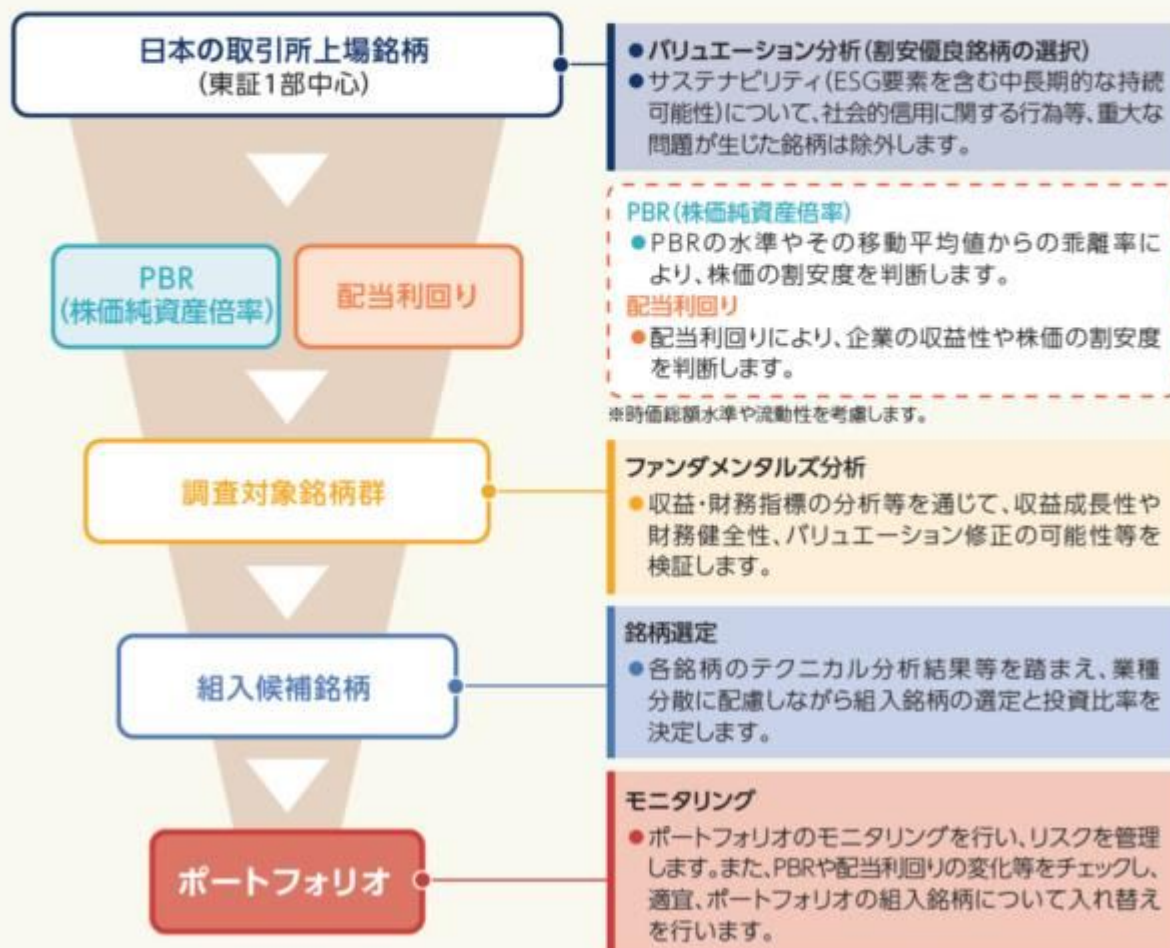 日本の取引所上場銘柄
(東証1部中心)
●バリュエーション分析(割安優良銘柄の選択)
●サステナビリティ(ESG要素を含む中長期的な持続
可能性)について、社会的信用に関する行為等、重大な
問題が生じた銘柄は除外します。
PBR
(株価純資産倍率)
配当利回り
PBR(株価純資産倍率)
●PBRの水準やその移動平均値からの乖離率に
より、株価の割安度を判断します。
配当利回り
●配当利回りにより、企業の収益性や株価の割安度
を判断します。
※時価総額水準や流動性を考慮します。
調査対象銘柄群
ファンダメンタルズ分析
●収益・財務指標の分析等を通じて、収益成長性や
財務健全性、バリュエーション修正の可能性等を
検証します。
組入候補銘柄
銘柄選定
●各銘柄のテクニカル分析結果等を踏まえ、業種
分散に配慮しながら組入銘柄の選定と投資比率を
決定します。
ポートフォリオ
モニタリング
●ポートフォリオのモニタリングを行い、リスクを管理
します。また、PBRや配当利回りの変化等をチェックし、
適宜、ポートフォリオの組入銘柄について入れ替え
を行います。